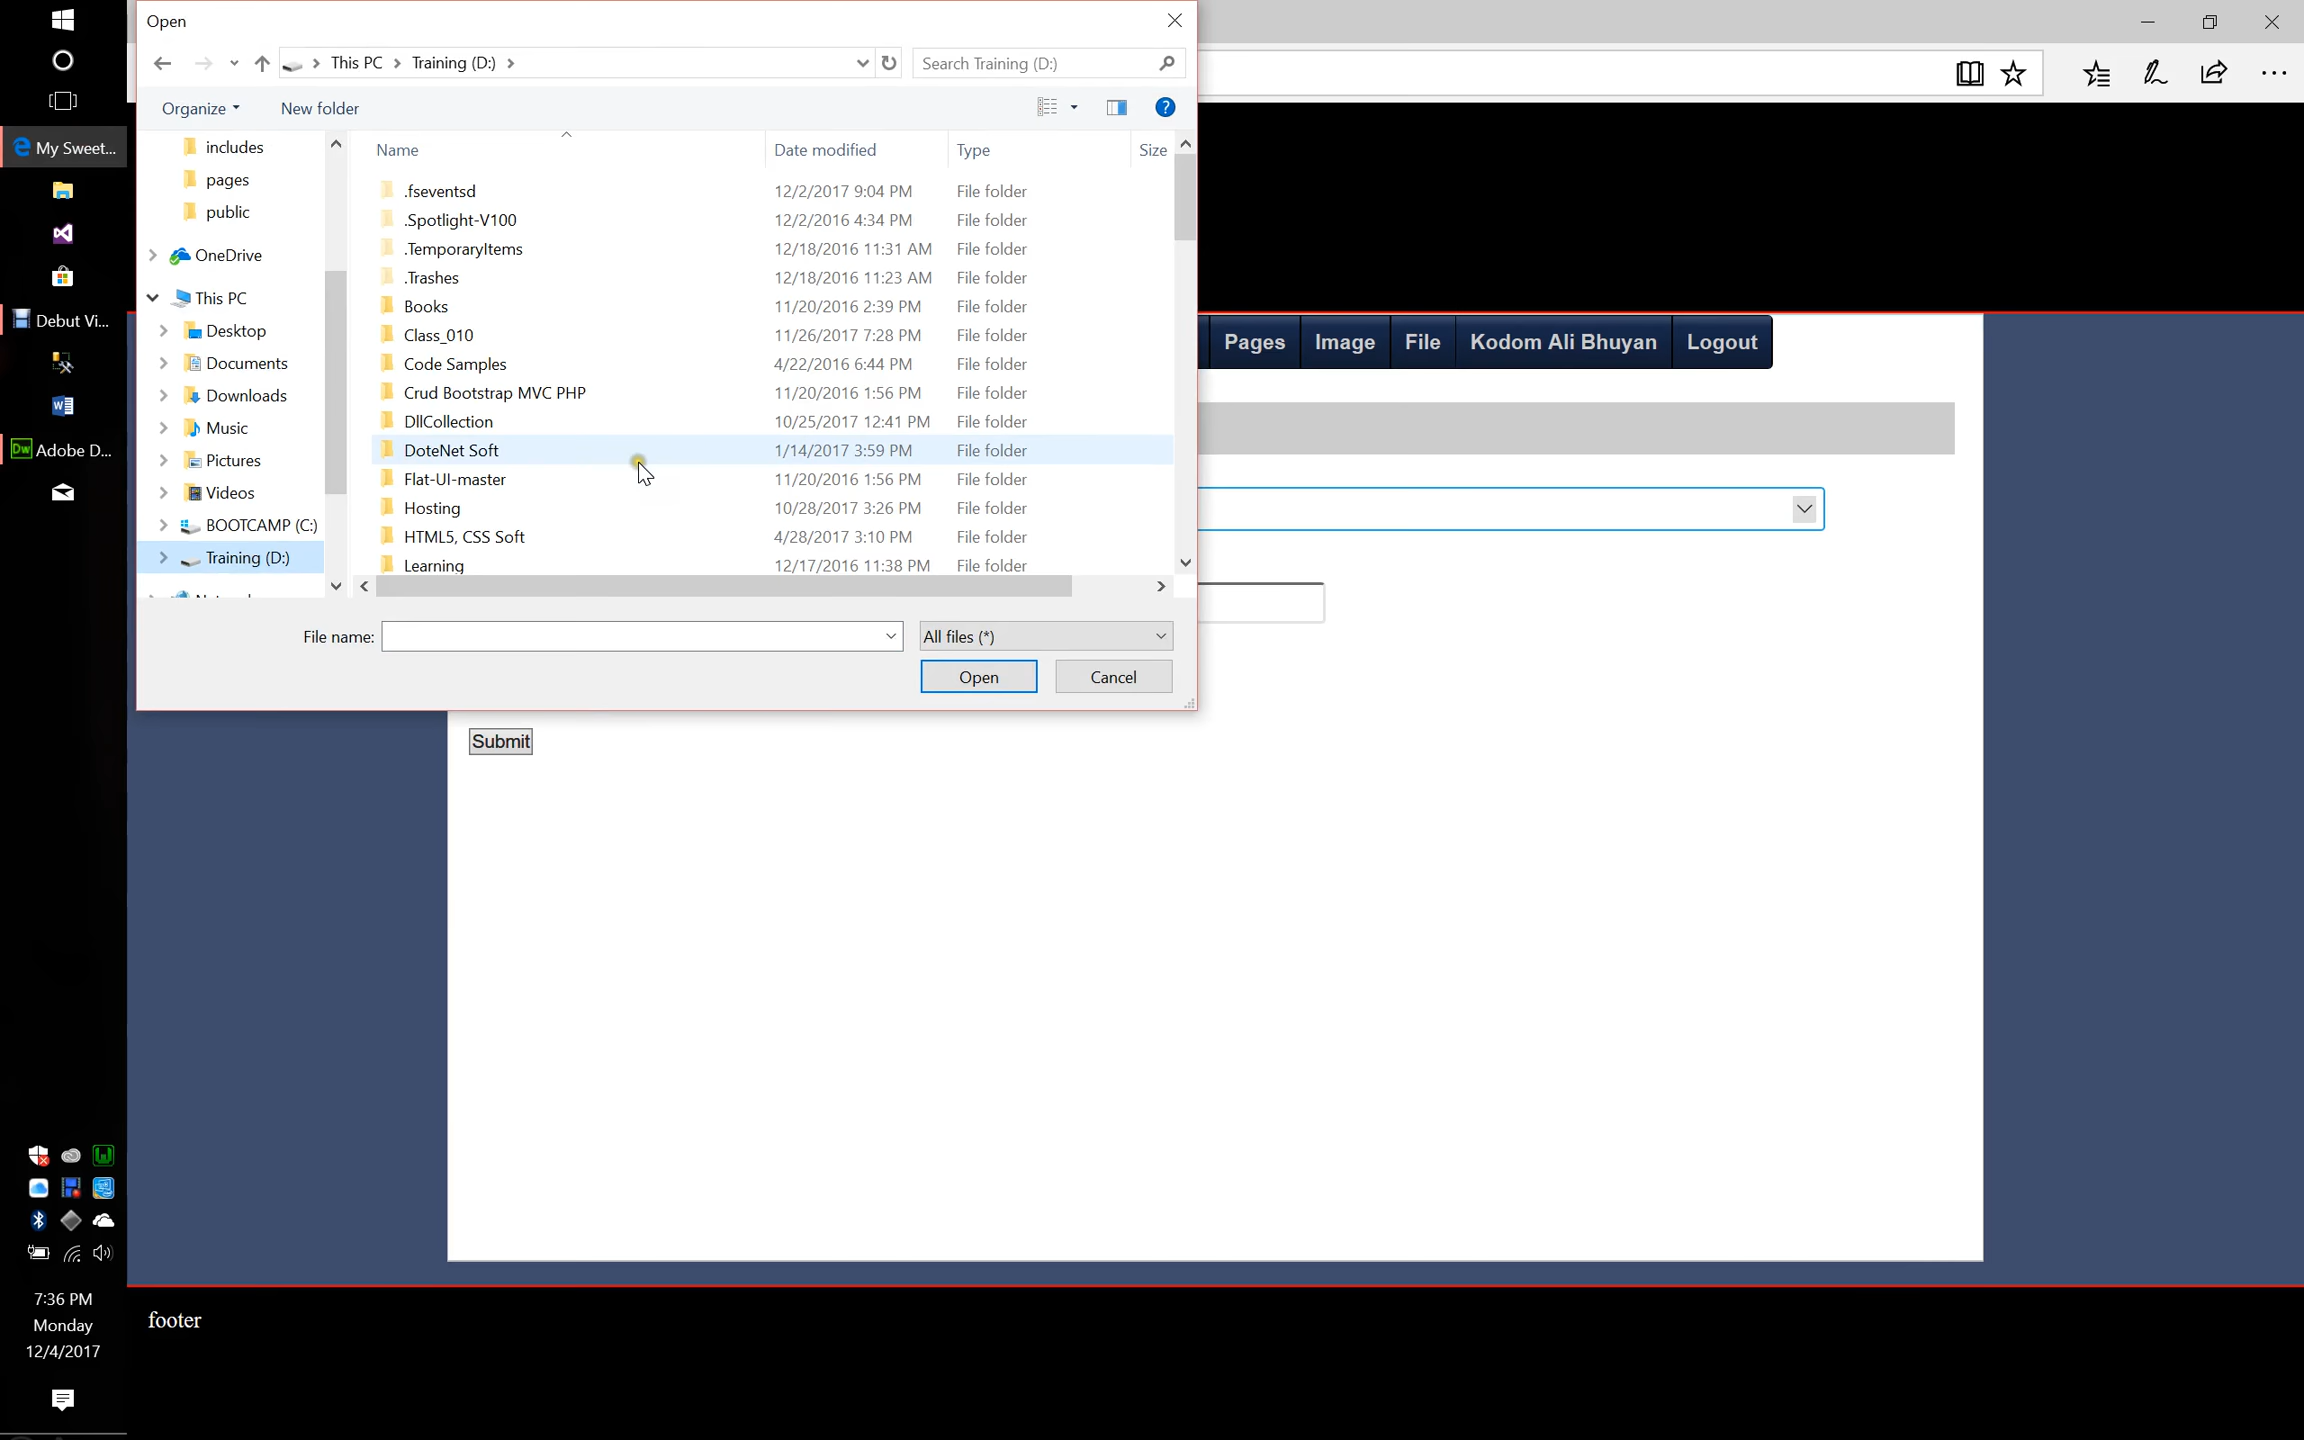 Open
This PC
Training (D:)
Search Training (D:)
Organize
New folder
?
includes
pages
public
OneDrive
This PC
Desktop
Documents
Downloads
Music
Pictures
Videos
BOOTCAMP (C:)
Training (D:)
Name Date modified Type Size
.fseventsd 12/2/2017 9:04 PM File folder
.Spotlight-V100 12/2/2016 4:34 PM File folder
.TemporaryItems 12/18/2016 11:31 AM File folder
.Trashes 12/18/2016 11:23 AM File folder
Books 11/20/2016 2:39 PM File folder
Class_010 11/26/2017 7:28 PM File folder
Code Samples 4/22/2016 6:44 PM File folder
Crud Bootstrap MVC PHP 11/20/2016 1:56 PM File folder
DllCollection 10/25/2017 12:41 PM File folder
DoteNet Soft 1/14/2017 3:59 PM File folder
Flat-UI-master 11/20/2016 1:56 PM File folder
Hosting 10/28/2017 3:26 PM File folder
HTML5, CSS Soft 4/28/2017 3:10 PM File folder
Learning 12/17/2016 11:38 PM File folder
File name:
All files (*)
Open
Cancel
Pages Image File Kodom Ali Bhuyan Logout
Submit
footer
My Sweet...
Debut Vi...
Dw Adobe D...
7:36 PM
Monday
12/4/2017